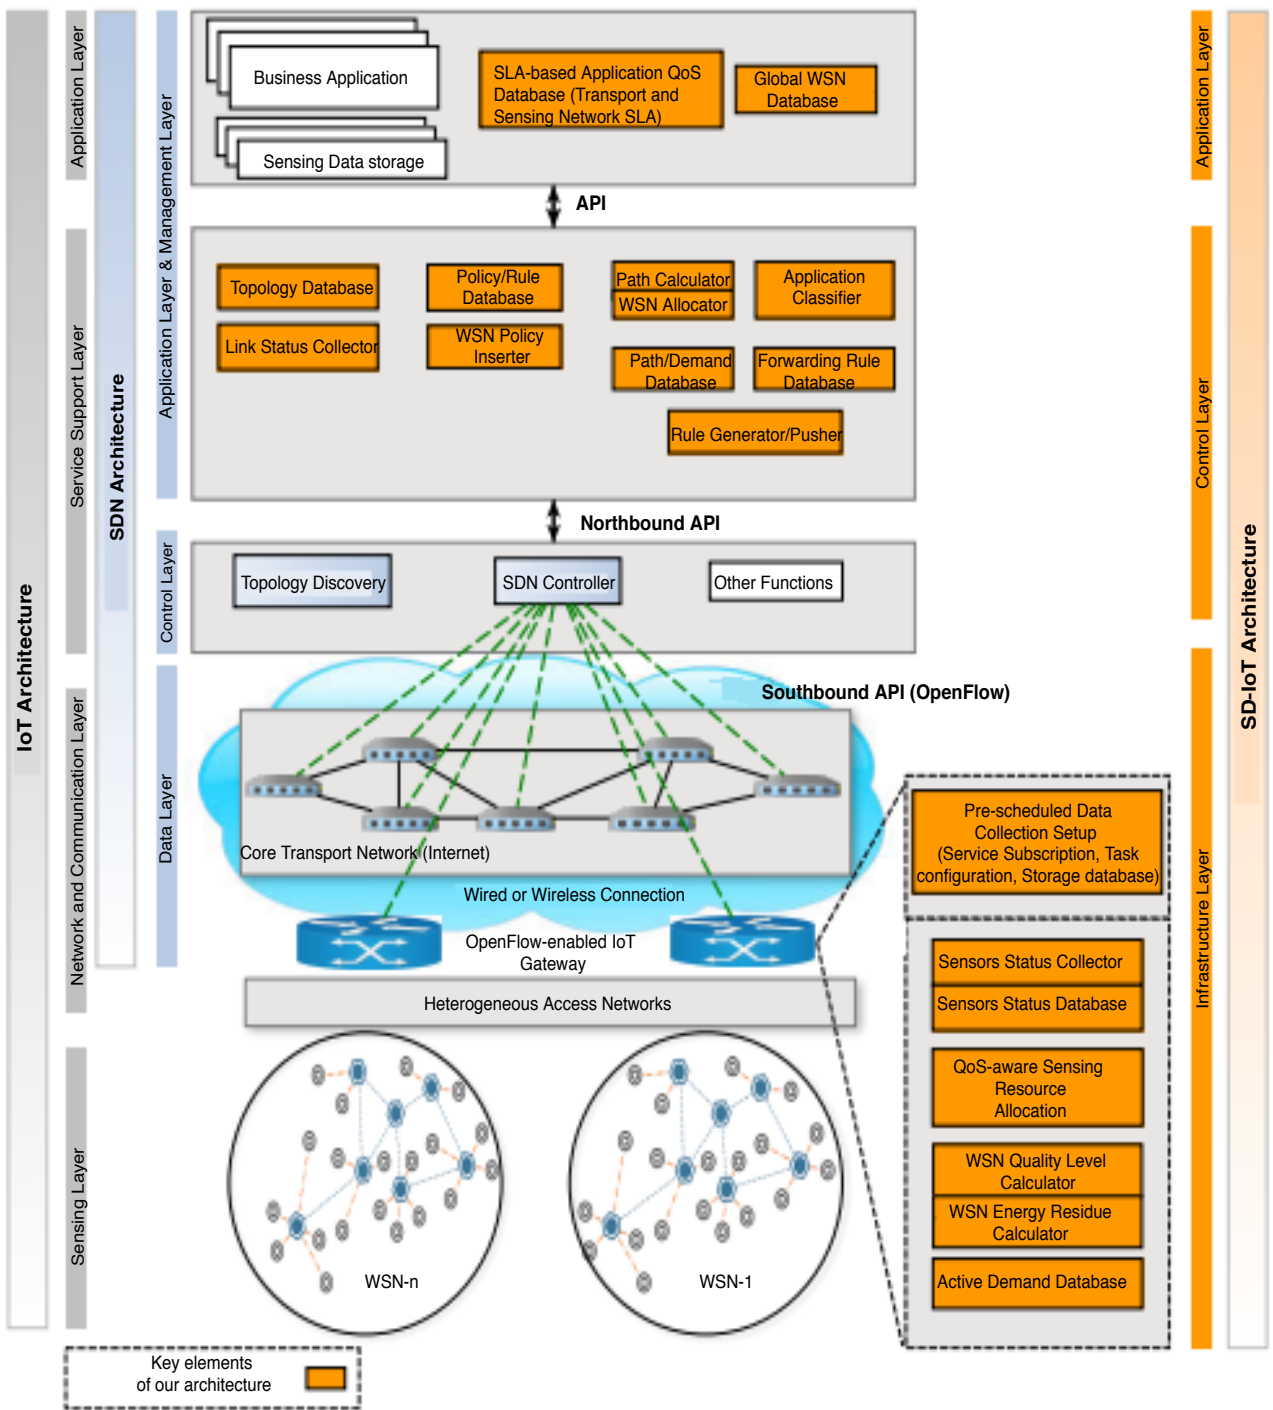 IoT Architecture
Application Layer
Service Support Layer
Network and Communication Layer
Sensing Layer
SDN Architecture
Application Layer & Management Layer
Control Layer
Data Layer
Business Application
Sensing Data storage
SLA-based Application QoS
Database (Transport and
Sensing Network SLA)
Global WSN
Database
API
Topology Database
Link Status Collector
Policy/Rule
Database
WSN Policy
Inserter
Path Calculator
WSN Allocator
Application
Classifier
Path/Demand
Database
Forwarding Rule
Database
Rule Generator/Pusher
Northbound API
Topology Discovery
SDN Controller
Other Functions
Southbound API (OpenFlow)
Core Transport Network (Internet)
Wired or Wireless Connection
OpenFlow-enabled IoT
Gateway
Heterogeneous Access Networks
WSN-n
WSN-1
Pre-scheduled Data
Collection Setup
(Service Subscription, Task
configuration, Storage database)
Sensors Status Collector
Sensors Status Database
QoS-aware Sensing
Resource
Allocation
WSN Quality Level
Calculator
WSN Energy Residue
Calculator
Active Demand Database
Application Layer
Control Layer
Infrastructure Layer
SD-IoT Architecture
Key elements
of our architecture